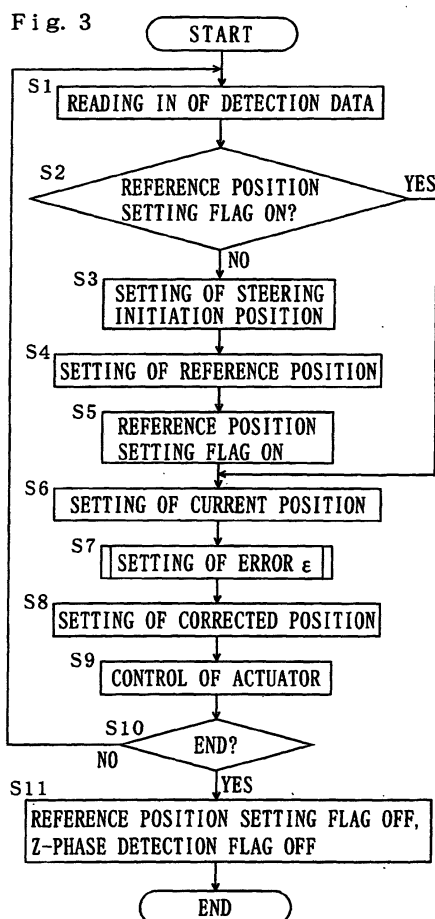 Fig. 3
START
S1
READING IN OF DETECTION DATA
S2
REFERENCE POSITION
SETTING FLAG ON?
YES
NO
S3
SETTING OF STEERING
INITIATION POSITION
S4
SETTING OF REFERENCE POSITION
S5
REFERENCE POSITION
SETTING FLAG ON
S6
SETTING OF CURRENT POSITION
S7
SETTING OF ERROR ε
S8
SETTING OF CORRECTED POSITION
S9
CONTROL OF ACTUATOR
S10
END?
NO
YES
S11
REFERENCE POSITION SETTING FLAG OFF,
Z-PHASE DETECTION FLAG OFF
END